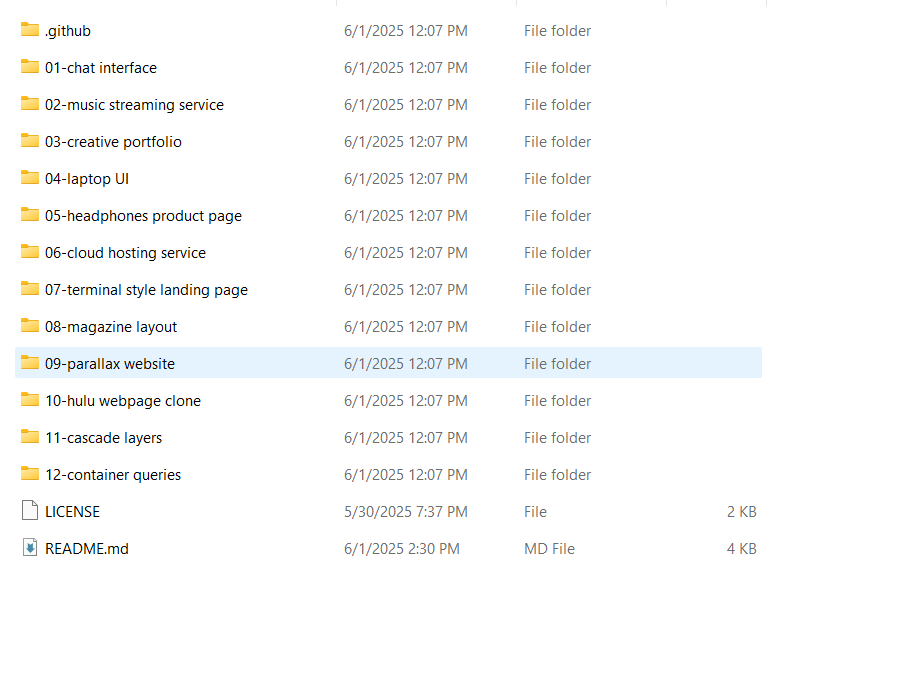 .github 6/1/2025 12:07 PM File folder
01-chat interface 6/1/2025 12:07 PM File folder
02-music streaming service 6/1/2025 12:07 PM File folder
03-creative portfolio 6/1/2025 12:07 PM File folder
04-laptop UI 6/1/2025 12:07 PM File folder
05-headphones product page 6/1/2025 12:07 PM File folder
06-cloud hosting service 6/1/2025 12:07 PM File folder
07-terminal style landing page 6/1/2025 12:07 PM File folder
08-magazine layout 6/1/2025 12:07 PM File folder
09-parallax website 6/1/2025 12:07 PM File folder
10-hulu webpage clone 6/1/2025 12:07 PM File folder
11-cascade layers 6/1/2025 12:07 PM File folder
12-container queries 6/1/2025 12:07 PM File folder
LICENSE 5/30/2025 7:37 PM File 2 KB
README.md 6/1/2025 2:30 PM MD File 4 KB